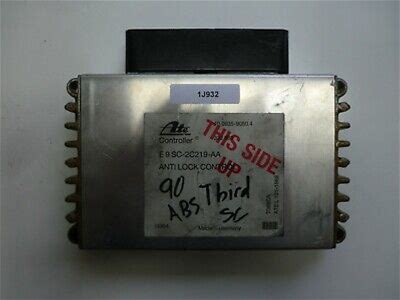 1J932
Ate
Controller
THIS SIDE UP
E9SC-2C219-AA
ANTI LOCK CONTROL
90 Tbird
ABS SC